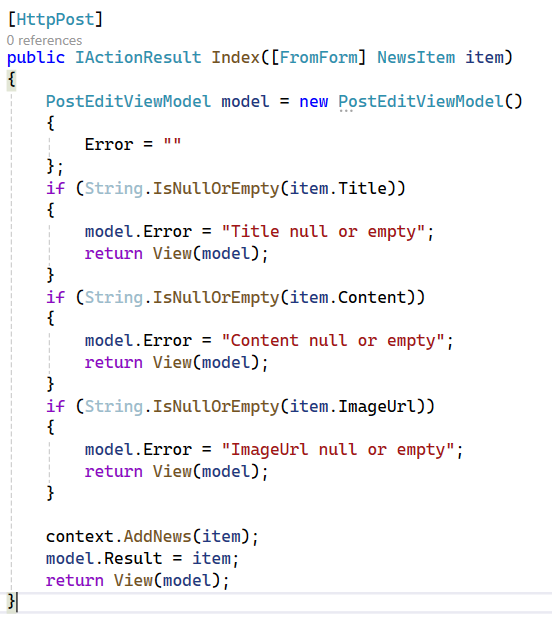 [HttpPost]
0 references
public IActionResult Index([FromForm] NewsItem item)
{
    PostEditViewModel model = new PostEditViewModel()
    {
        Error = ""
    };
    if (String.IsNullOrEmpty(item.Title))
    {
        model.Error = "Title null or empty";
        return View(model);
    }
    if (String.IsNullOrEmpty(item.Content))
    {
        model.Error = "Content null or empty";
        return View(model);
    }
    if (String.IsNullOrEmpty(item.ImageUrl))
    {
        model.Error = "ImageUrl null or empty";
        return View(model);
    }

    context.AddNews(item);
    model.Result = item;
    return View(model);
}